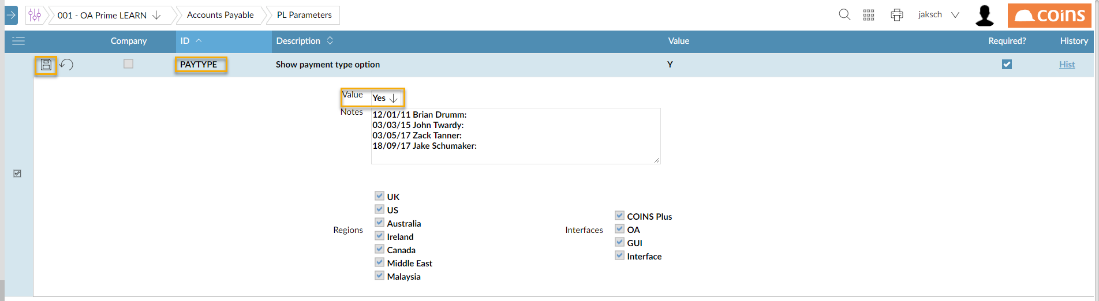 001 - OA Prime LEARN Accounts Payable PL Parameters jaksch coins
Company ID Description Value Required? History
PAYTYPE Show payment type option Y Hist
Value Yes
Notes 12/01/11 Brian Drumm:
03/03/15 John Twardy:
03/05/17 Zack Tanner:
18/09/17 Jake Schumaker:
UK
US
Australia
Regions Ireland
Canada
Middle East
Malaysia
COINS Plus
Interfaces OA
GUI
Interface